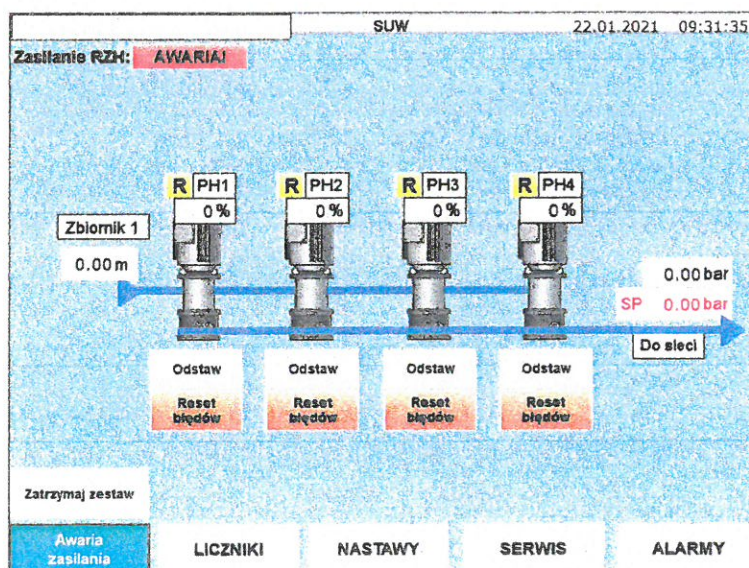 SUW
22.01.2021 09:31:35
Zasilanie RZH: AWARIA!
R PH1 R PH2 R PH3 R PH4
0 % 0 % 0 % 0 %
Zbiornik 1
0.00 m
0.00 bar
SP 0.00 bar
Do sieci
Odstaw Odstaw Odstaw Odstaw
Reset Reset Reset Reset
błędów błędów błędów błędów
Zatrzymaj zestaw
Awaria
zasilania
LICZNIKI NASTAWY SERWIS ALARMY